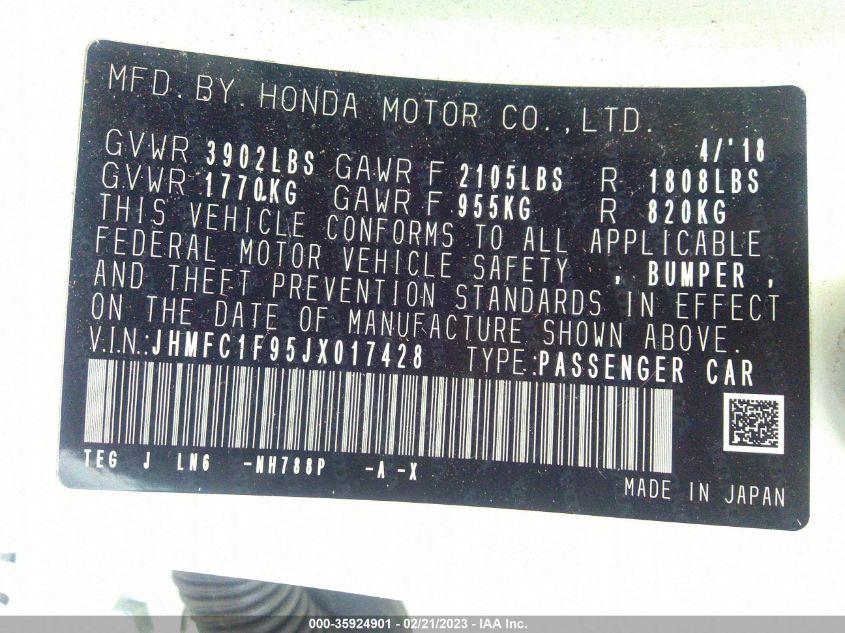 MFD. BY. HONDA MOTOR CO., LTD.
4/'18
GVWR 3902LBS GAWR F 2105LBS R 1808LBS
GVWR 1770KG GAWR F 955KG R 820KG
THIS VEHICLE CONFORMS TO ALL APPLICABLE
FEDERAL MOTOR VEHICLE SAFETY , BUMPER ,
AND THEFT PREVENTION STANDARDS IN EFFECT
ON THE DATE OF MANUFACTURE SHOWN ABOVE.
V.I.N.: JHMFC1F95JX017428 TYPE: PASSENGER CAR
TEG J LN6 -NH788P -A -X
MADE IN JAPAN
000-35924901 - 02/21/2023 - IAA Inc.